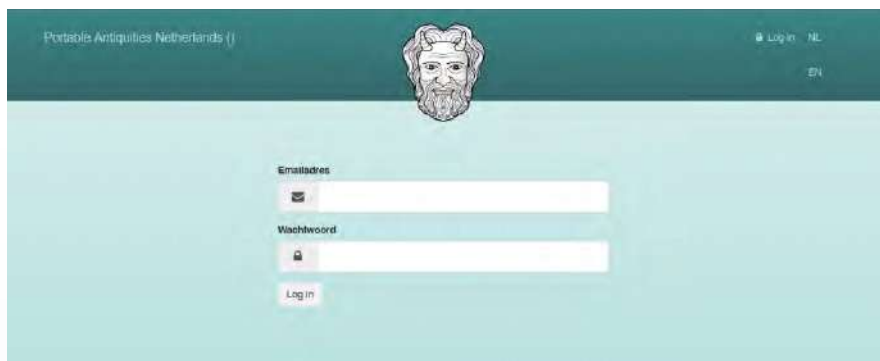 Portable Antiquities Netherlands ()
Log in NL
EN
Emailadres
Wachtwoord
Log in